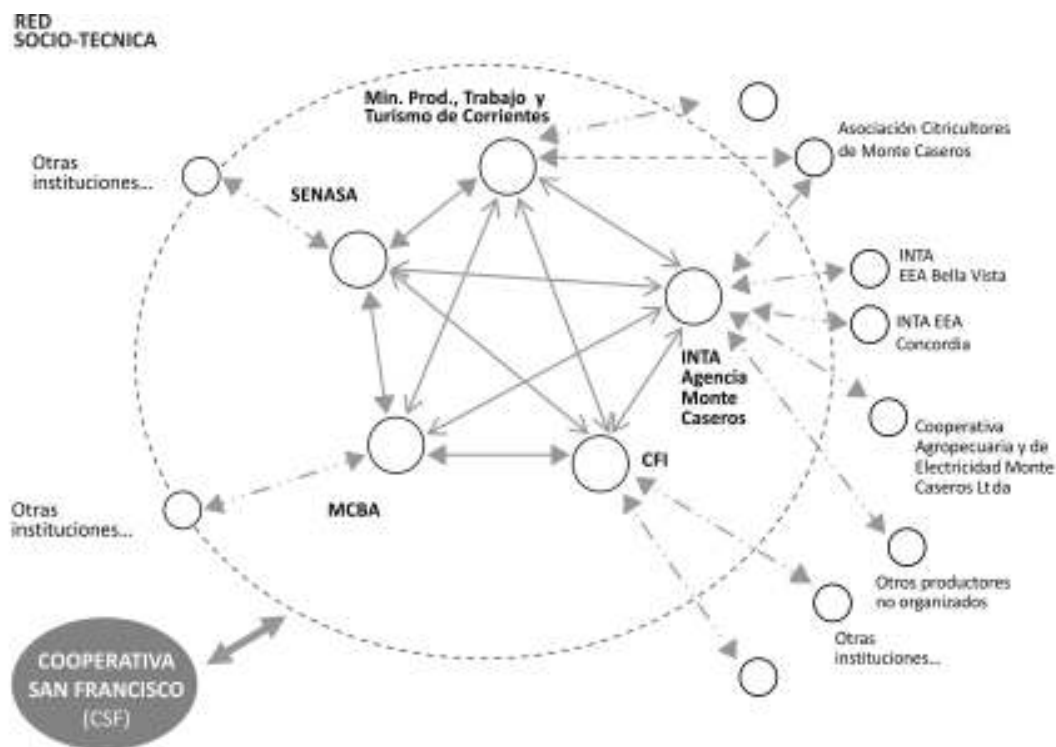 RED
SOCIO-TECNICA
Min. Prod., Trabajo y
Turismo de Corrientes
Asociación Citricultores
de Monte Caseros
Otras
instituciones...
SENASA
INTA
EEA Bella Vista
INTA EEA
Concordia
INTA
Agencia
Monte
Caseros
Cooperativa
Agropecuaria y de
Electricidad Monte
Caseros Ltda
CFI
MCBA
Otras
instituciones...
Otros productores
no organizados
Otras
instituciones...
COOPERATIVA
SAN FRANCISCO
(CSF)